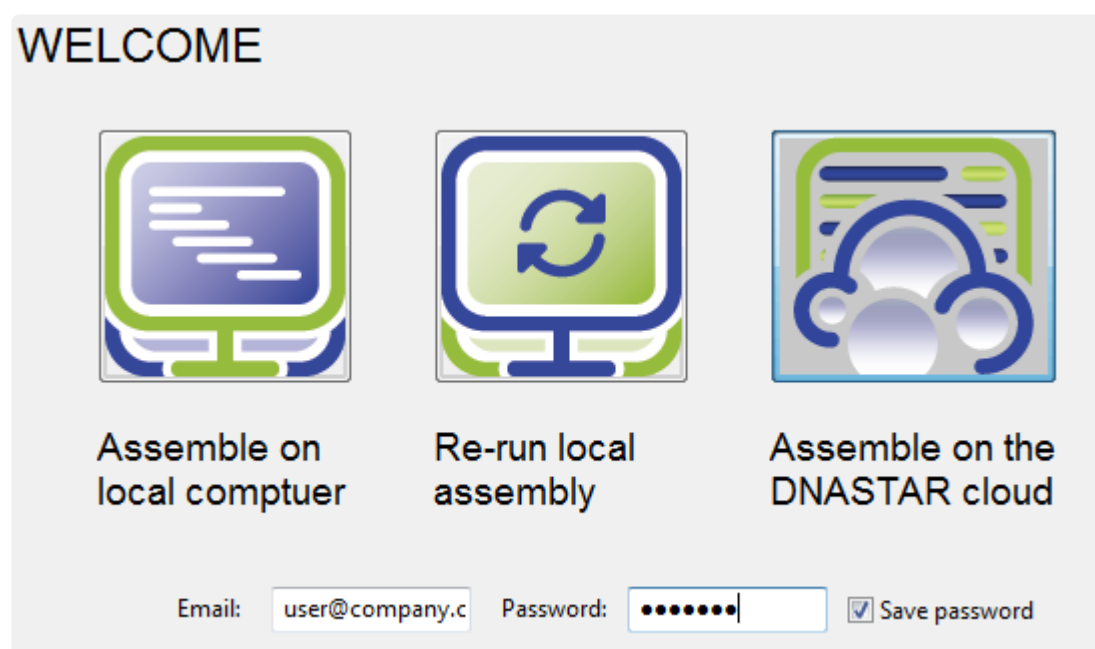 WELCOME
Assemble on
local comptuer
Re-run local
assembly
Assemble on the
DNASTAR cloud
Email: user@company.c Password: ●●●●●●● Save password